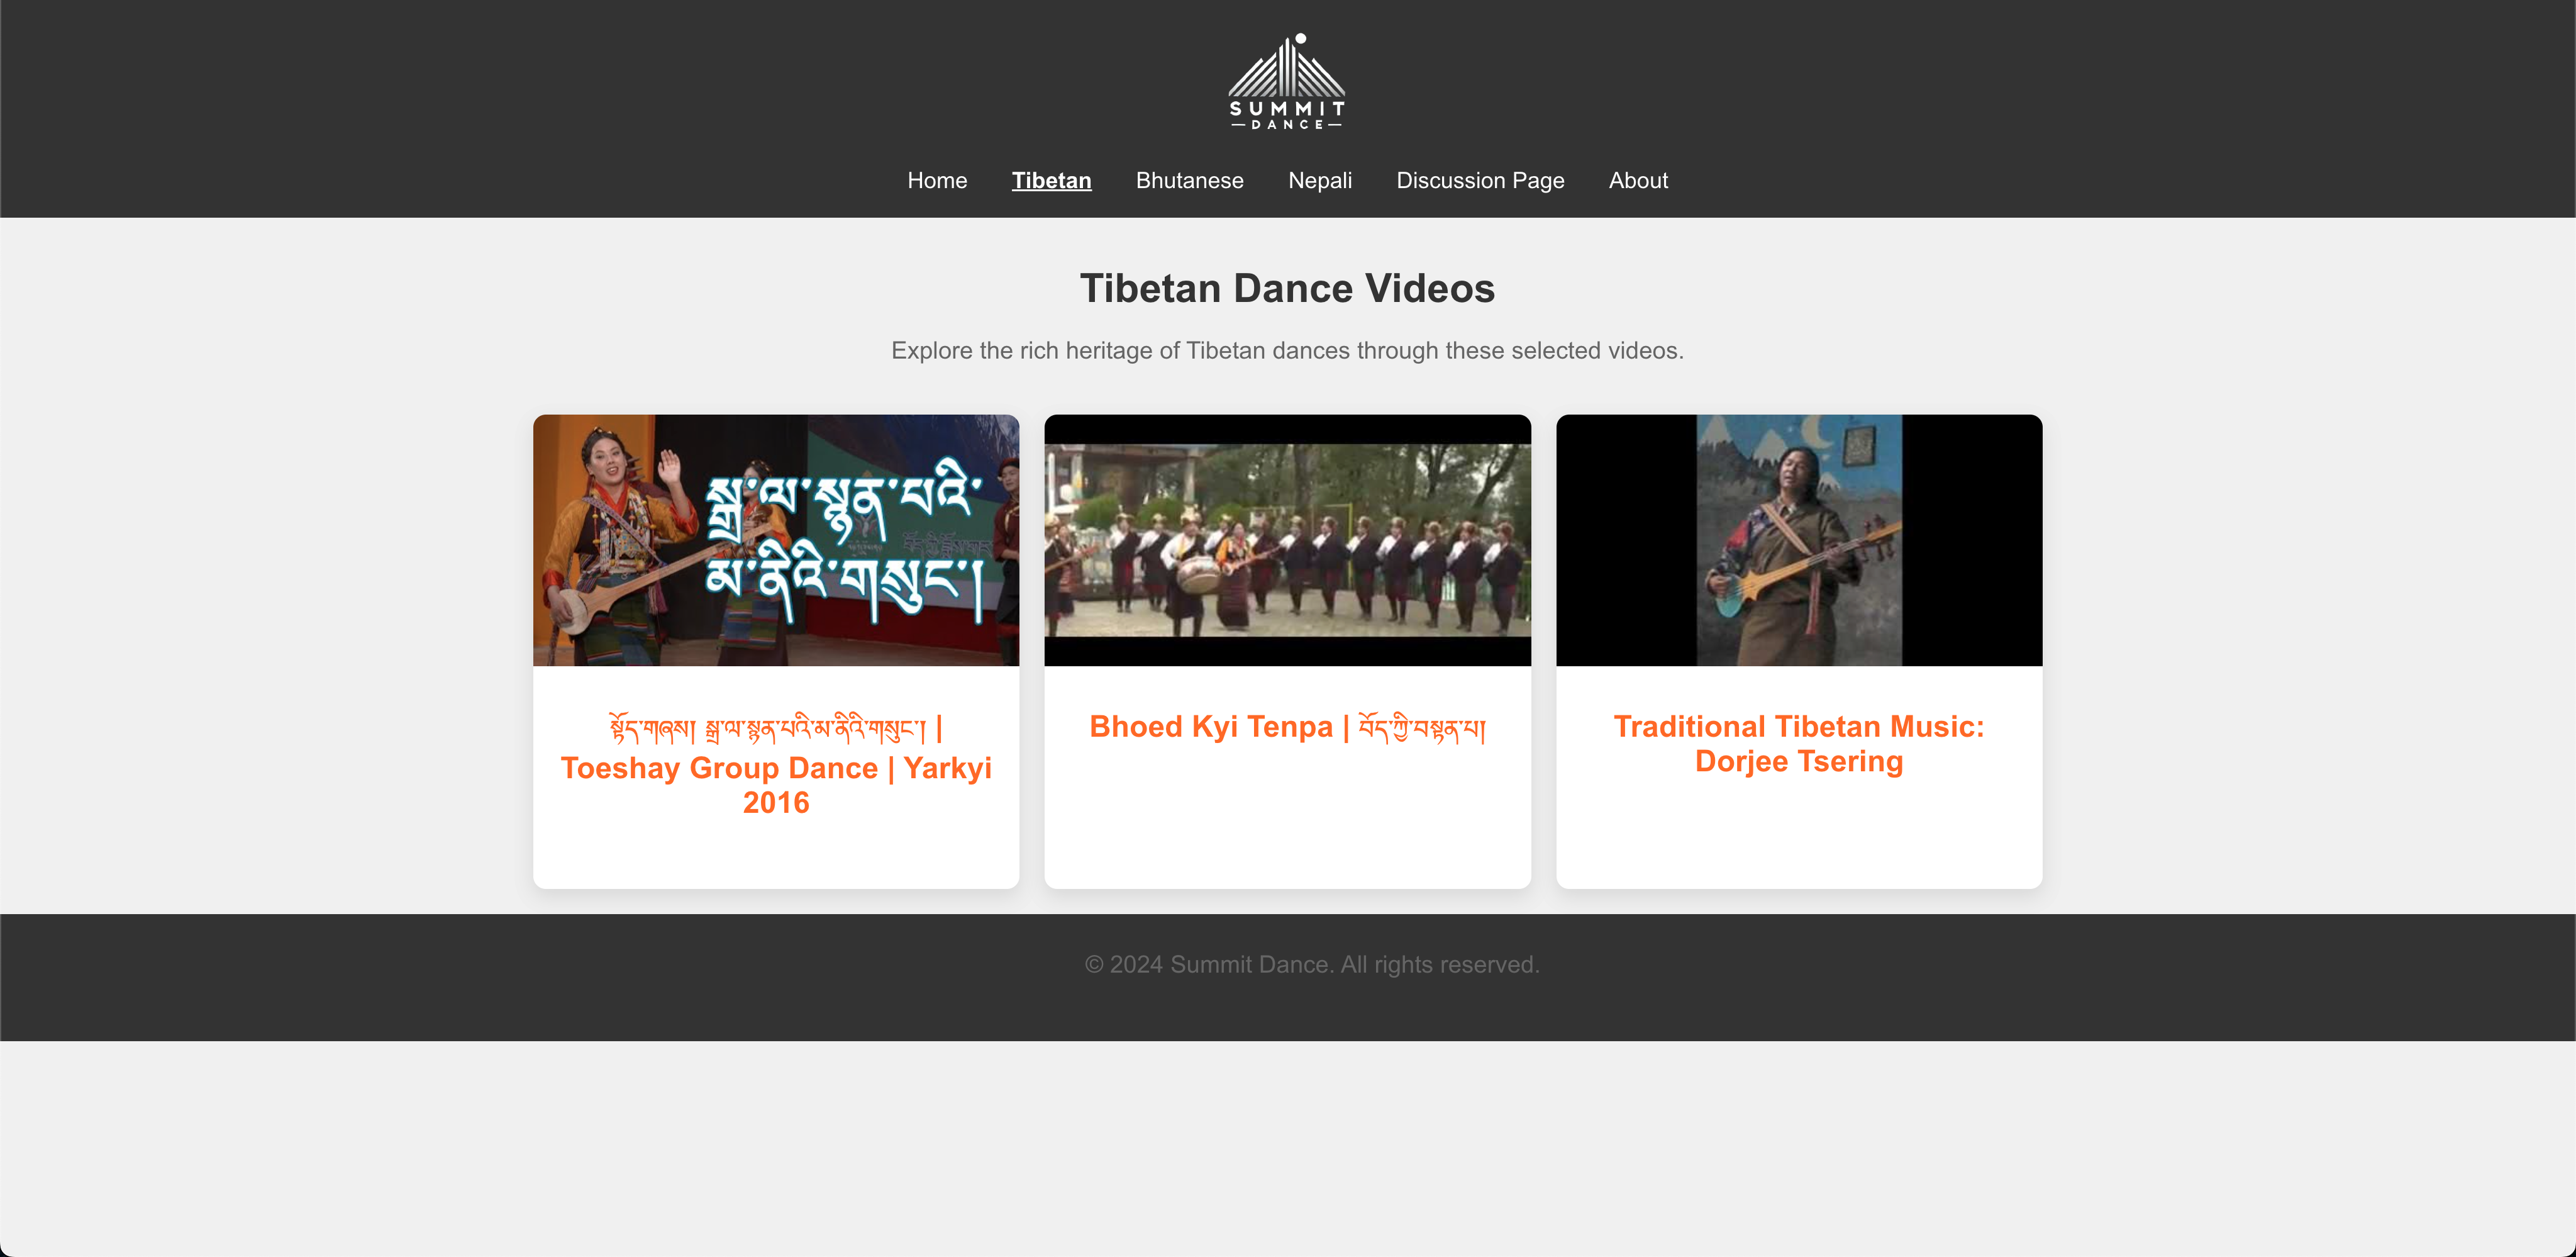 SUMMIT
DANCE
Home Tibetan Bhutanese Nepali Discussion Page About
Tibetan Dance Videos
Explore the rich heritage of Tibetan dances through these selected videos.
སྒྲ་ལ་སྙན་པའི་
མ་ཎིའི་གསུང་།
སྟོད་གཞས། སྒྲ་ལ་སྙན་པའི་མ་ཎིའི་གསུང་། |
Toeshay Group Dance | Yarkyi
2016
Bhoed Kyi Tenpa | བོད་ཀྱི་བསྟན་པ།
Traditional Tibetan Music:
Dorjee Tsering
© 2024 Summit Dance. All rights reserved.